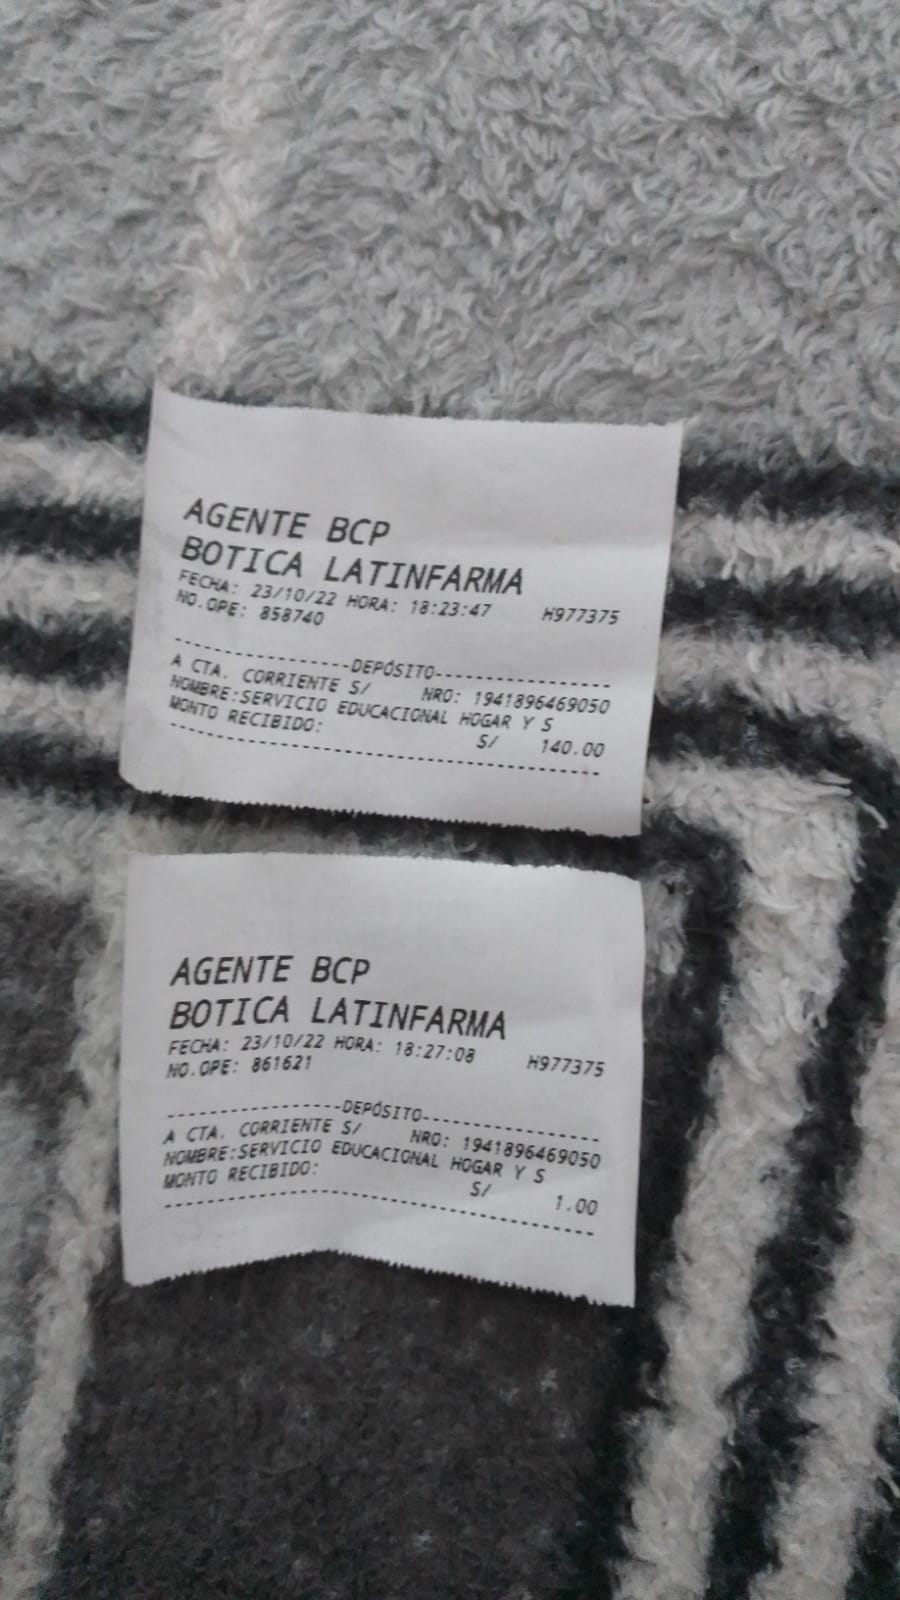 AGENTE BCP
BOTICA LATINFARMA
FECHA: 23/10/22 HORA: 18:23:47 H977375
NO.OPE: 858740
------------------DEPÓSITO------------------
A CTA. CORRIENTE S/ NRO: 1941896469050
NOMBRE:SERVICIO EDUCACIONAL HOGAR Y S
MONTO RECIBIDO: S/ 140.00
--------------------------------------------
AGENTE BCP
BOTICA LATINFARMA
FECHA: 23/10/22 HORA: 18:27:08 H977375
NO.OPE: 861621
------------------DEPÓSITO------------------
A CTA. CORRIENTE S/ NRO: 1941896469050
NOMBRE:SERVICIO EDUCACIONAL HOGAR Y S
MONTO RECIBIDO: S/ 1.00
--------------------------------------------